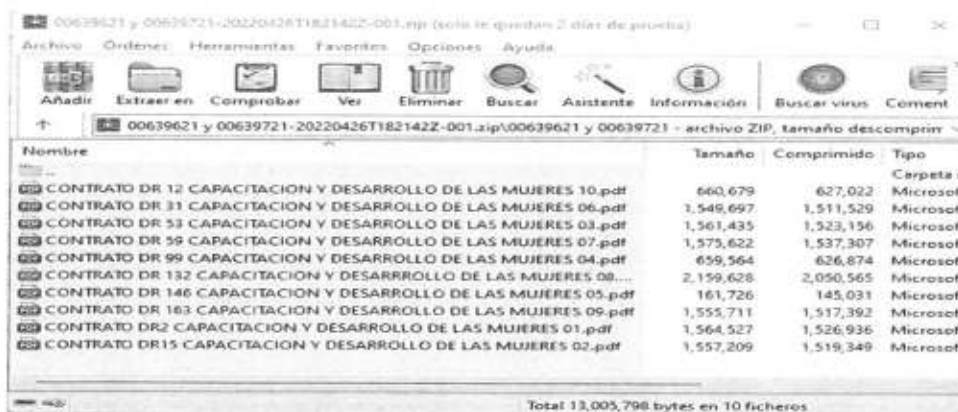 00639621 y 00639721-20220426T182142Z-001.zip (solo te quedan 2 días de prueba)
Archivo Órdenes Herramientas Favoritos Opciones Ayuda
Añadir Extraer en Comprobar Ver Eliminar Buscar Asistente Información Buscar virus Coment
00639621 y 00639721-20220426T182142Z-001.zip\00639621 y 00639721 - archivo ZIP, tamaño descomprim
Nombre Tamaño Comprimido Tipo
.. Carpeta
CONTRATO DR 12 CAPACITACION Y DESARROLLO DE LAS MUJERES 10.pdf 660,679 627,022 Microsof
CONTRATO DR 31 CAPACITACION Y DESARROLLO DE LAS MUJERES 06.pdf 1,549,697 1,511,529 Microsof
CONTRATO DR 53 CAPACITACION Y DESARROLLO DE LAS MUJERES 03.pdf 1,561,435 1,523,156 Microsof
CONTRATO DR 59 CAPACITACION Y DESARROLLO DE LAS MUJERES 07.pdf 1,575,622 1,537,307 Microsof
CONTRATO DR 99 CAPACITACION Y DESARROLLO DE LAS MUJERES 04.pdf 659,564 626,874 Microsof
CONTRATO DR 132 CAPACITACION Y DESARRROLLO DE LAS MUJERES 08.... 2,159,628 2,050,565 Microsof
CONTRATO DR 146 CAPACITACION Y DESARROLLO DE LAS MUJERES 05.pdf 161,726 145,031 Microsof
CONTRATO DR 163 CAPACITACION Y DESARROLLO DE LAS MUJERES 09.pdf 1,555,711 1,517,392 Microsof
CONTRATO DR2 CAPACITACION Y DESARROLLO DE LAS MUJERES 01.pdf 1,564,527 1,526,936 Microsof
CONTRATO DR15 CAPACITACION Y DESARROLLO DE LAS MUJERES 02.pdf 1,557,209 1,519,349 Microsof
Total 13,005,798 bytes en 10 ficheros